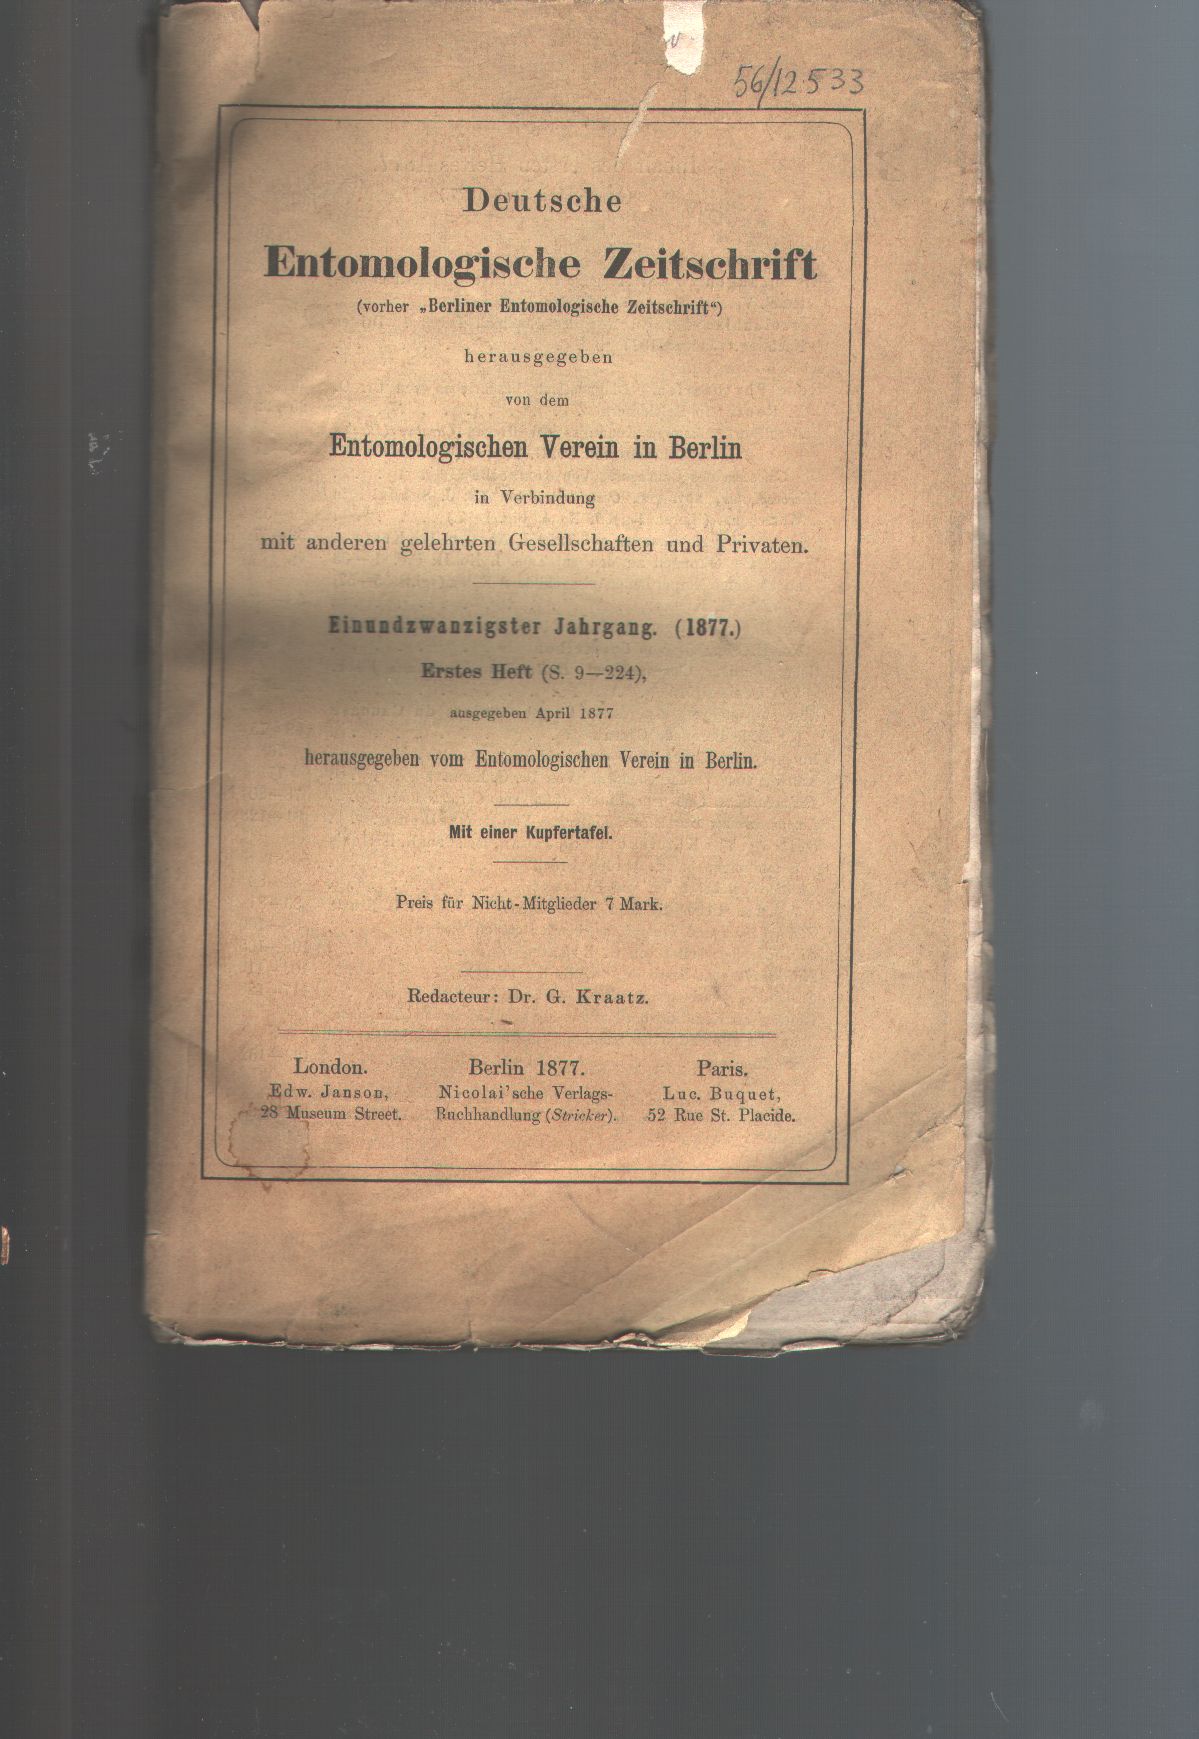 56/12533
Deutsche
Entomologische Zeitschrift
(vorher „Berliner Entomologische Zeitschrift“)
herausgegeben
von dem
Entomologischen Verein in Berlin
in Verbindung
mit anderen gelehrten Gesellschaften und Privaten.
Einundzwanzigster Jahrgang. (1877.)
Erstes Heft (S. 9—224),
ausgegeben April 1877
herausgegeben vom Entomologischen Verein in Berlin.
Mit einer Kupfertafel.
Preis für Nicht-Mitglieder 7 Mark.
Redacteur: Dr. G. Kraatz.
London.
Edw. Janson,
28 Museum Street.
Berlin 1877.
Nicolai'sche Verlags-
Buchhandlung (Stricker).
Paris.
Luc. Buquet,
52 Rue St. Placide.